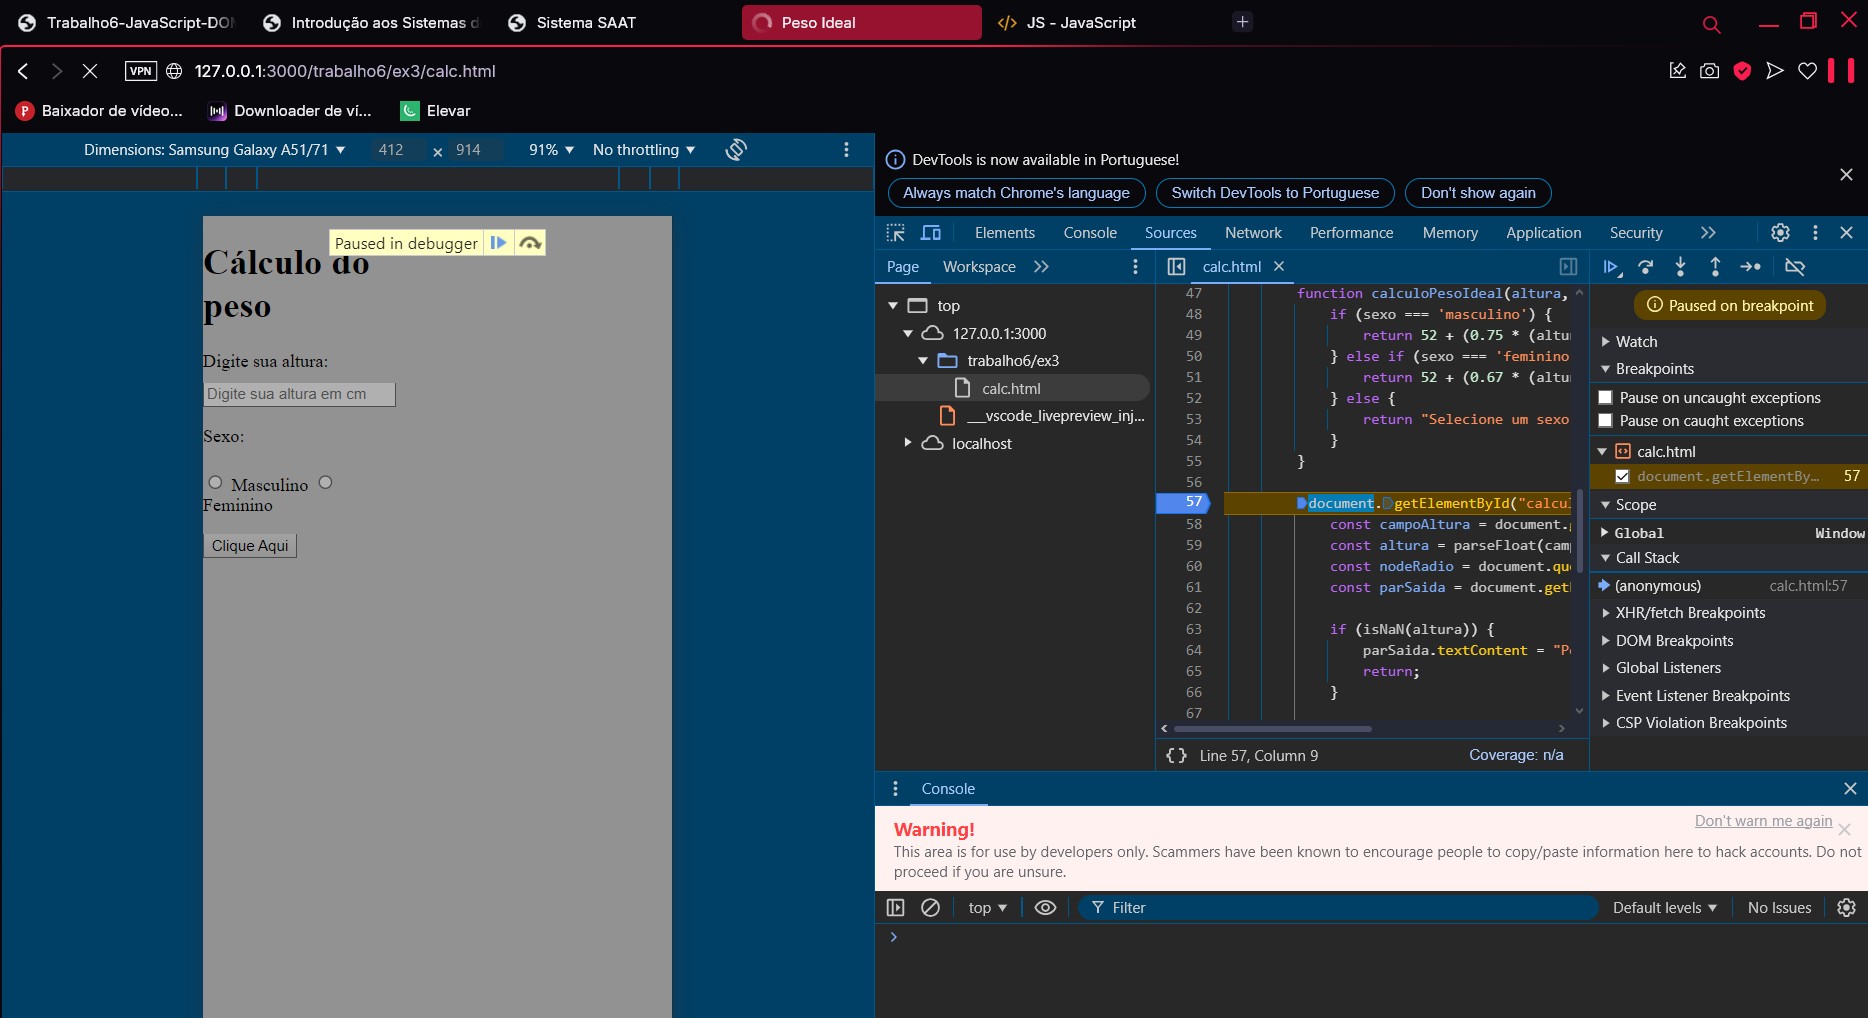 Trabalho6-JavaScript-DO
Introdução aos Sistemas d
Sistema SAAT
Peso Ideal
JS - JavaScript
VPN
127.0.0.1:3000/trabalho6/ex3/calc.html
Baixador de vídeo...
Downloader de ví...
Elevar
Dimensions: Samsung Galaxy A51/71
412 × 914
91%
No throttling
Paused in debugger
Cálculo do
peso
Digite sua altura:
Digite sua altura em cm
Sexo:
Masculino
Feminino
Clique Aqui
DevTools is now available in Portuguese!
Always match Chrome's language
Switch DevTools to Portuguese
Don't show again
Elements
Console
Sources
Network
Performance
Memory
Application
Security
Page
Workspace
top
127.0.0.1:3000
trabalho6/ex3
calc.html
__vscode_livepreview_inj...
localhost
calc.html
47 function calculoPesoIdeal(altura,
48 if (sexo === 'masculino') {
49 return 52 + (0.75 * (altu
50 } else if (sexo === 'feminino
51 return 52 + (0.67 * (altu
52 } else {
53 return "Selecione um sexo
54 }
55 }
56
57 document.getElementById("calcul
58 const campoAltura = document.g
59 const altura = parseFloat(camp
60 const nodeRadio = document.que
61 const parSaida = document.getE
62
63 if (isNaN(altura)) {
64 parSaida.textContent = "Po
65 return;
66 }
67
{} Line 57, Column 9
Coverage: n/a
Paused on breakpoint
Watch
Breakpoints
Pause on uncaught exceptions
Pause on caught exceptions
calc.html
document.getElementBy... 57
Scope
Global Window
Call Stack
(anonymous) calc.html:57
XHR/fetch Breakpoints
DOM Breakpoints
Global Listeners
Event Listener Breakpoints
CSP Violation Breakpoints
Console
Warning!
Don't warn me again
This area is for use by developers only. Scammers have been known to encourage people to copy/paste information here to hack accounts. Do not
proceed if you are unsure.
top
Filter
Default levels
No Issues